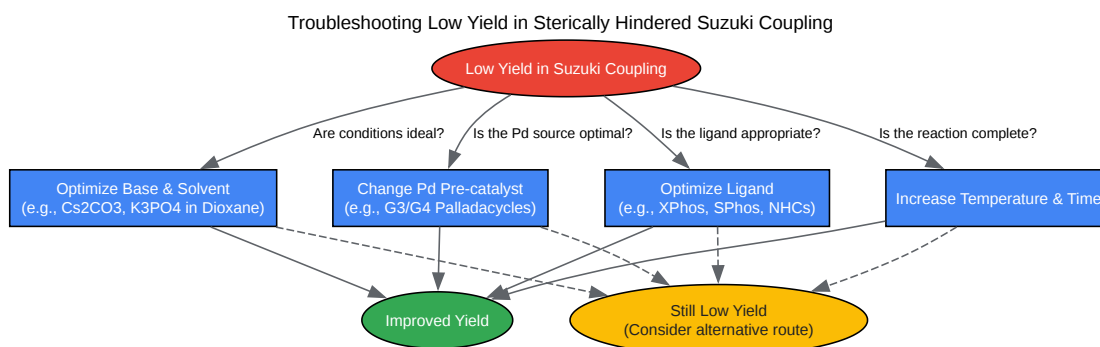 Troubleshooting Low Yield in Sterically Hindered Suzuki Coupling
Low Yield in Suzuki Coupling
Are conditions ideal?
Is the Pd source optimal?
Is the ligand appropriate?
Is the reaction complete?
Optimize Base & Solvent
(e.g., Cs2CO3, K3PO4 in Dioxane)
Change Pd Pre-catalyst
(e.g., G3/G4 Palladacycles)
Optimize Ligand
(e.g., XPhos, SPhos, NHCs)
Increase Temperature & Time
Improved Yield
Still Low Yield
(Consider alternative route)